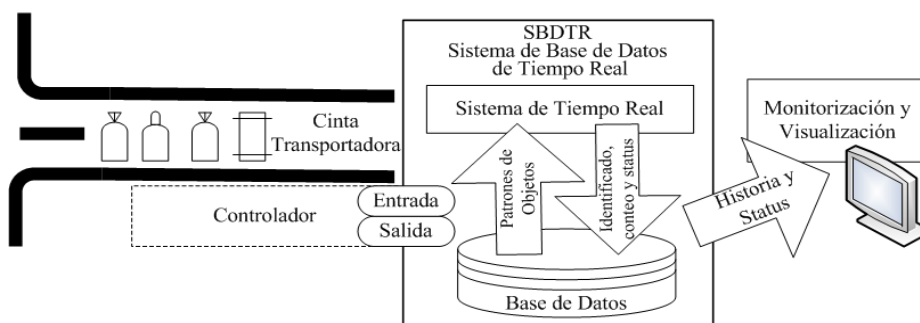 SBDTR
Sistema de Base de Datos
de Tiempo Real
Sistema de Tiempo Real
Cinta
Transportadora
Controlador
Entrada
Salida
Patrones de
Objetos
Identificado,
conteo y status
Base de Datos
Historia y
Status
Monitorización y
Visualización